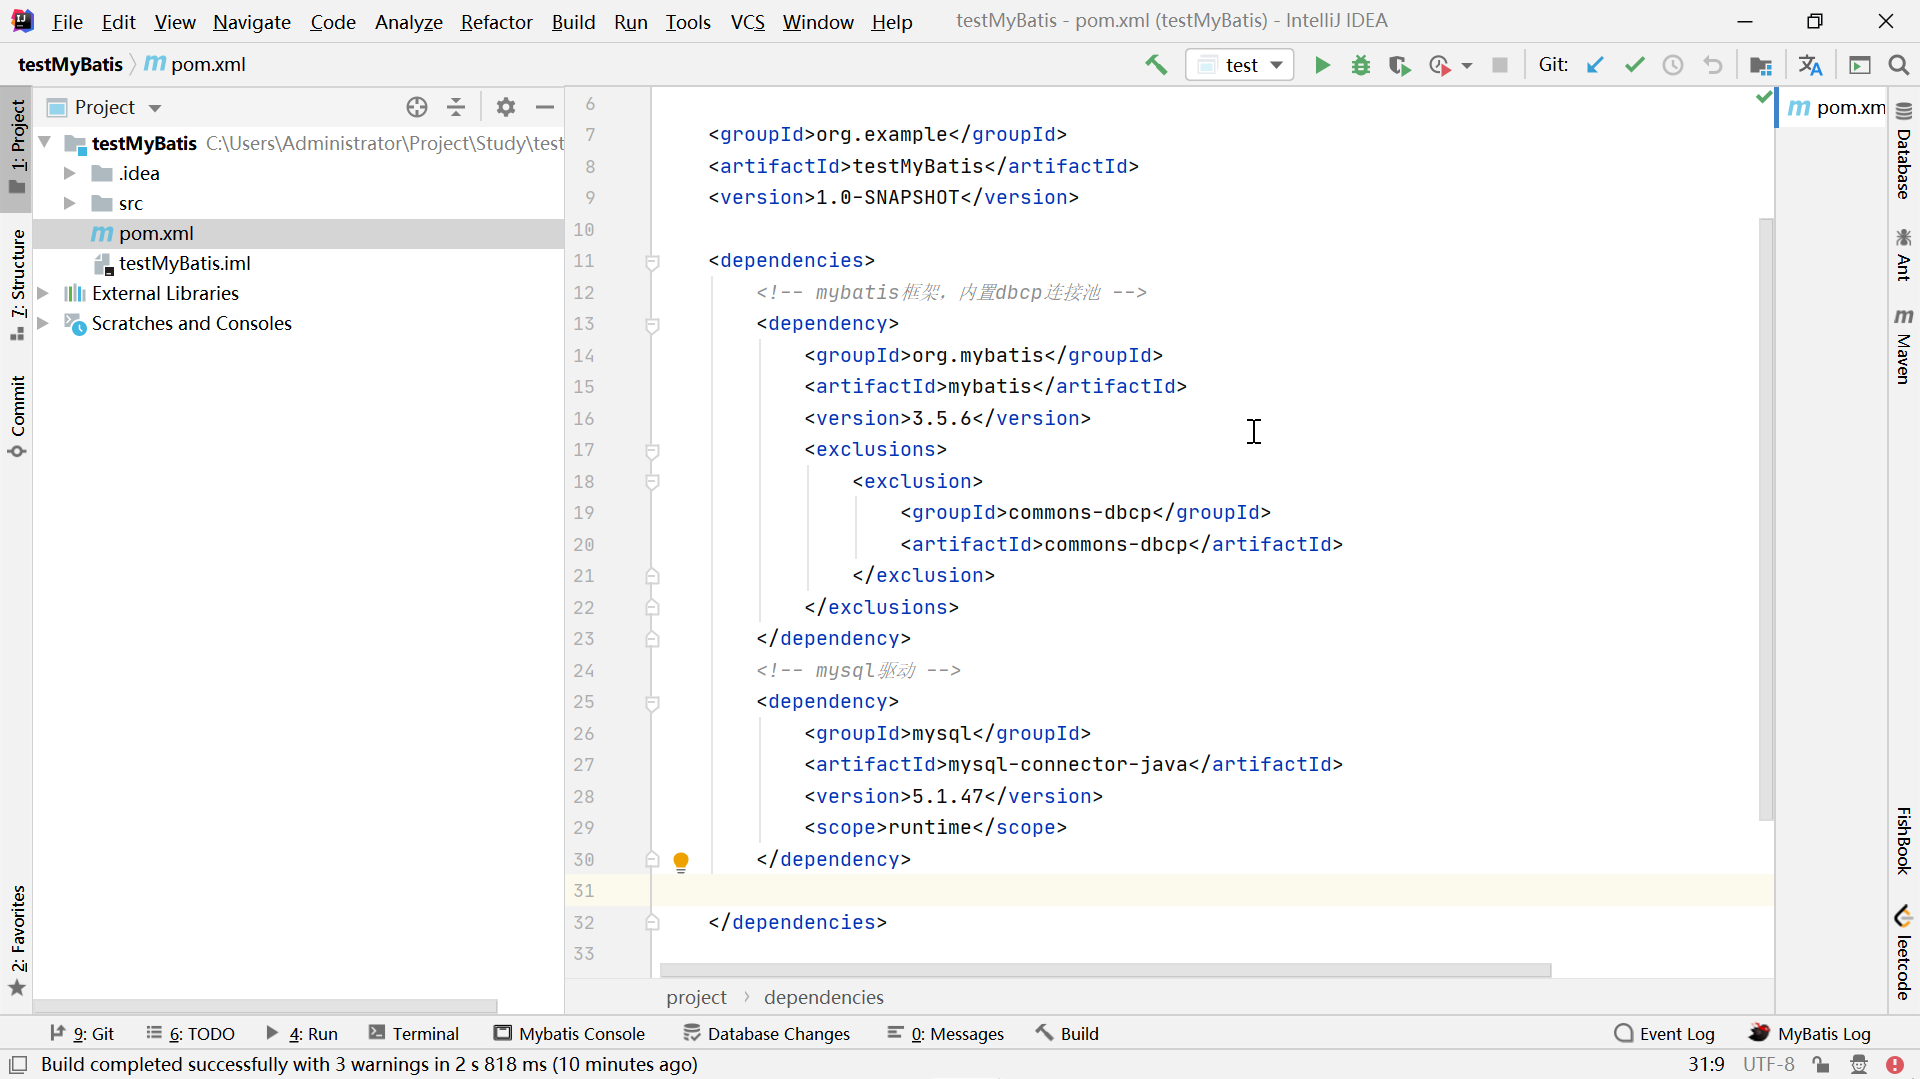 File Edit View Navigate Code Analyze Refactor Build Run Tools VCS Window Help testMyBatis - pom.xml (testMyBatis) - IntelliJ IDEA
testMyBatis pom.xml test Git:
1: Project
7: Structure
Commit
2: Favorites
Project
testMyBatis C:\Users\Administrator\Project\Study\test
.idea
src
pom.xml
testMyBatis.iml
External Libraries
Scratches and Consoles
6
7 <groupId>org.example</groupId>
8 <artifactId>testMyBatis</artifactId>
9 <version>1.0-SNAPSHOT</version>
10
11 <dependencies>
12 <!-- mybatis框架，内置dbcp连接池 -->
13 <dependency>
14 <groupId>org.mybatis</groupId>
15 <artifactId>mybatis</artifactId>
16 <version>3.5.6</version>
17 <exclusions>
18 <exclusion>
19 <groupId>commons-dbcp</groupId>
20 <artifactId>commons-dbcp</artifactId>
21 </exclusion>
22 </exclusions>
23 </dependency>
24 <!-- mysql驱动 -->
25 <dependency>
26 <groupId>mysql</groupId>
27 <artifactId>mysql-connector-java</artifactId>
28 <version>5.1.47</version>
29 <scope>runtime</scope>
30 </dependency>
31
32 </dependencies>
33
project › dependencies
pom.xm
Database
Ant
Maven
FishBook
leetcode
9: Git 6: TODO 4: Run Terminal Mybatis Console Database Changes 0: Messages Build Event Log MyBatis Log
Build completed successfully with 3 warnings in 2 s 818 ms (10 minutes ago) 31:9 UTF-8